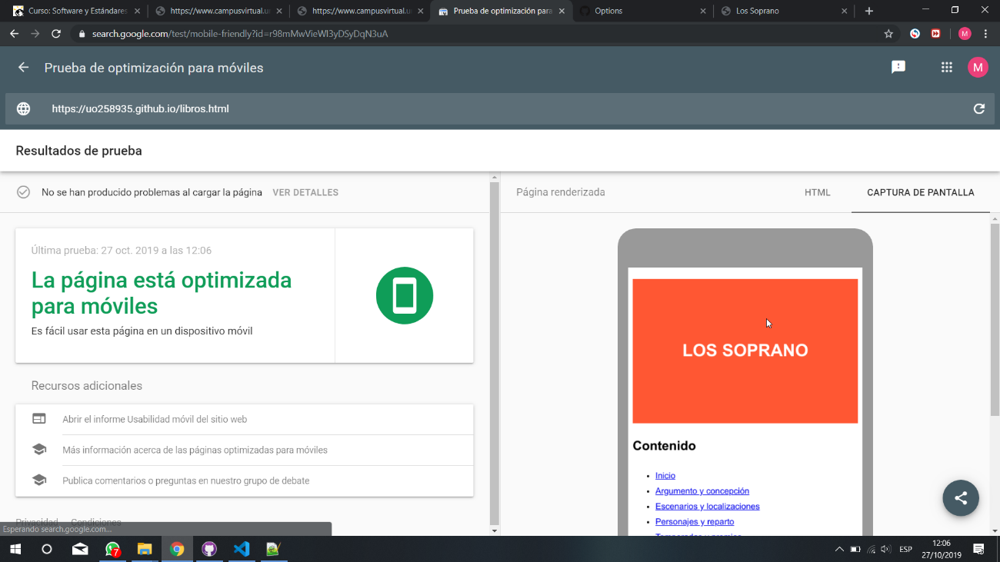 Curso: Software y Estándares
https://www.campusvirtual.u
https://www.campusvirtual.u
Prueba de optimización para
Options
Los Soprano
search.google.com/test/mobile-friendly?id=r98mMwVieWI3yDSyDqN3uA
M
Prueba de optimización para móviles
M
https://uo258935.github.io/libros.html
Resultados de prueba
No se han producido problemas al cargar la página VER DETALLES
Página renderizada
HTML
CAPTURA DE PANTALLA
Última prueba: 27 oct. 2019 a las 12:06
La página está optimizada
para móviles
Es fácil usar esta página en un dispositivo móvil
LOS SOPRANO
Recursos adicionales
Abrir el informe Usabilidad móvil del sitio web
Más información acerca de las páginas optimizadas para móviles
Publica comentarios o preguntas en nuestro grupo de debate
Contenido
Inicio
Argumento y concepción
Escenarios y localizaciones
Personajes y reparto
Temporadas y premios
Privacidad Condiciones
Esperando search.google.com...
7
ESP
12:06
27/10/2019